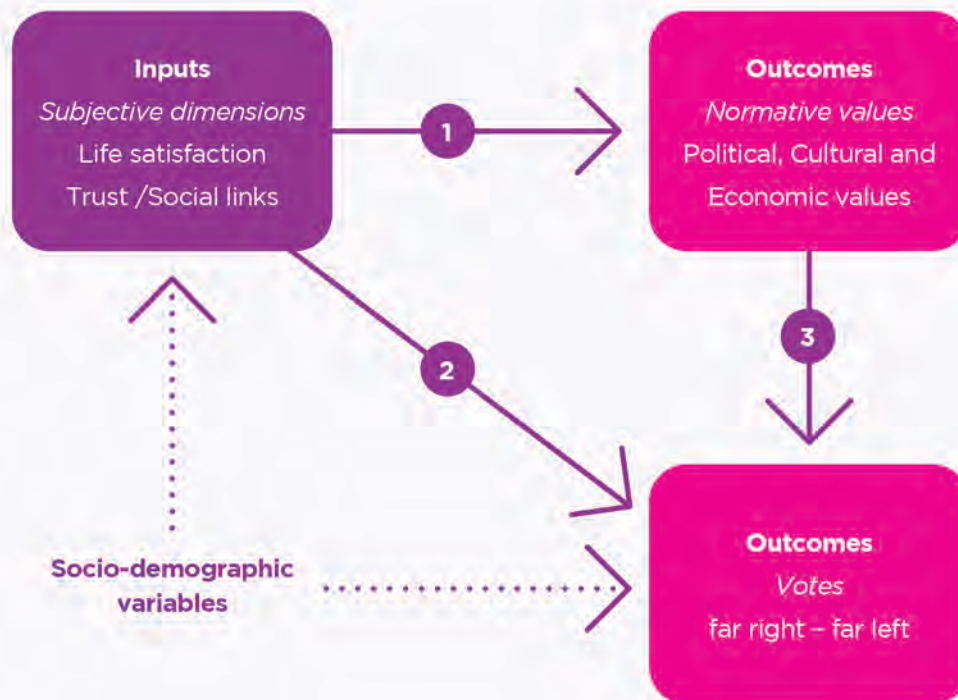 Inputs
Subjective dimensions
Life satisfaction
Trust /Social links
1
Outcomes
Normative values
Political, Cultural and
Economic values
2
3
Socio-demographic
variables
Outcomes
Votes
far right – far left